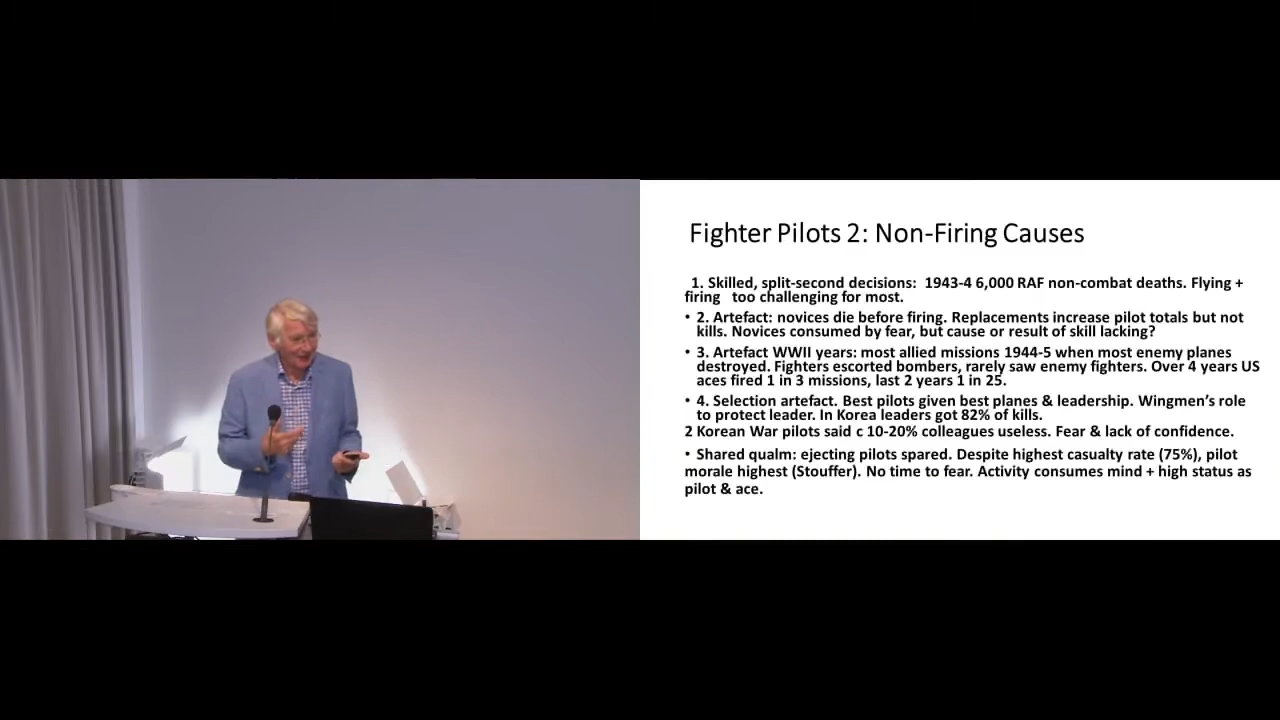 Fighter Pilots 2: Non-Firing Causes
1. Skilled, split-second decisions: 1943-4 6,000 RAF non-combat deaths. Flying +
firing too challenging for most.
• 2. Artefact: novices die before firing. Replacements increase pilot totals but not
kills. Novices consumed by fear, but cause or result of skill lacking?
• 3. Artefact WWII years: most allied missions 1944-5 when most enemy planes
destroyed. Fighters escorted bombers, rarely saw enemy fighters. Over 4 years US
aces fired 1 in 3 missions, last 2 years 1 in 25.
• 4. Selection artefact. Best pilots given best planes & leadership. Wingmen's role
to protect leader. In Korea leaders got 82% of kills.
2 Korean War pilots said c 10-20% colleagues useless. Fear & lack of confidence.
• Shared qualm: ejecting pilots spared. Despite highest casualty rate (75%), pilot
morale highest (Stouffer). No time to fear. Activity consumes mind + high status as
pilot & ace.